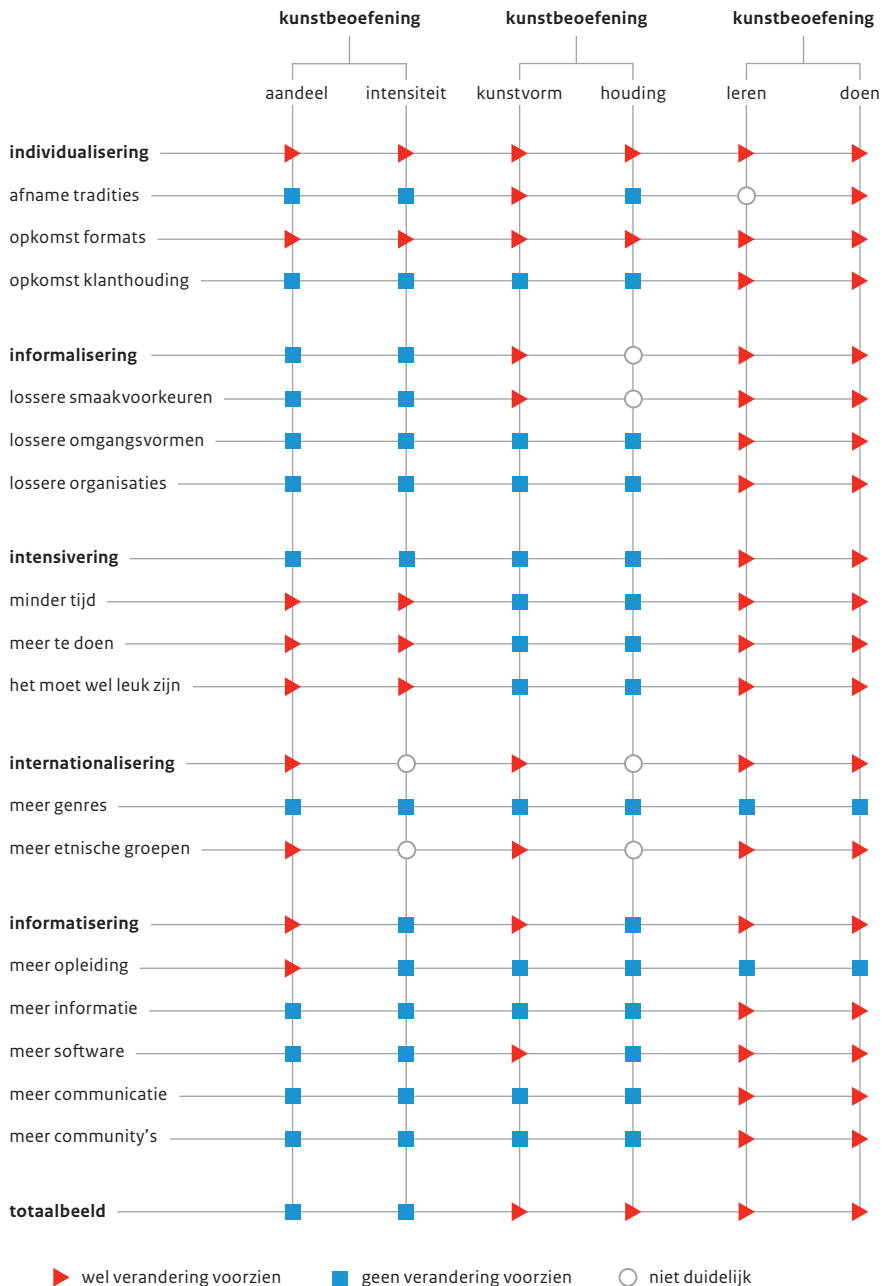 kunstbeoefening kunstbeoefening kunstbeoefening
aandeel intensiteit kunstvorm houding leren doen
individualisering
afname tradities
opkomst formats
opkomst klanthouding
informalisering
lossere smaakvoorkeuren
lossere omgangsvormen
lossere organisaties
intensivering
minder tijd
meer te doen
het moet wel leuk zijn
internationalisering
meer genres
meer etnische groepen
informatisering
meer opleiding
meer informatie
meer software
meer communicatie
meer community's
totaalbeeld
wel verandering voorzien geen verandering voorzien niet duidelijk